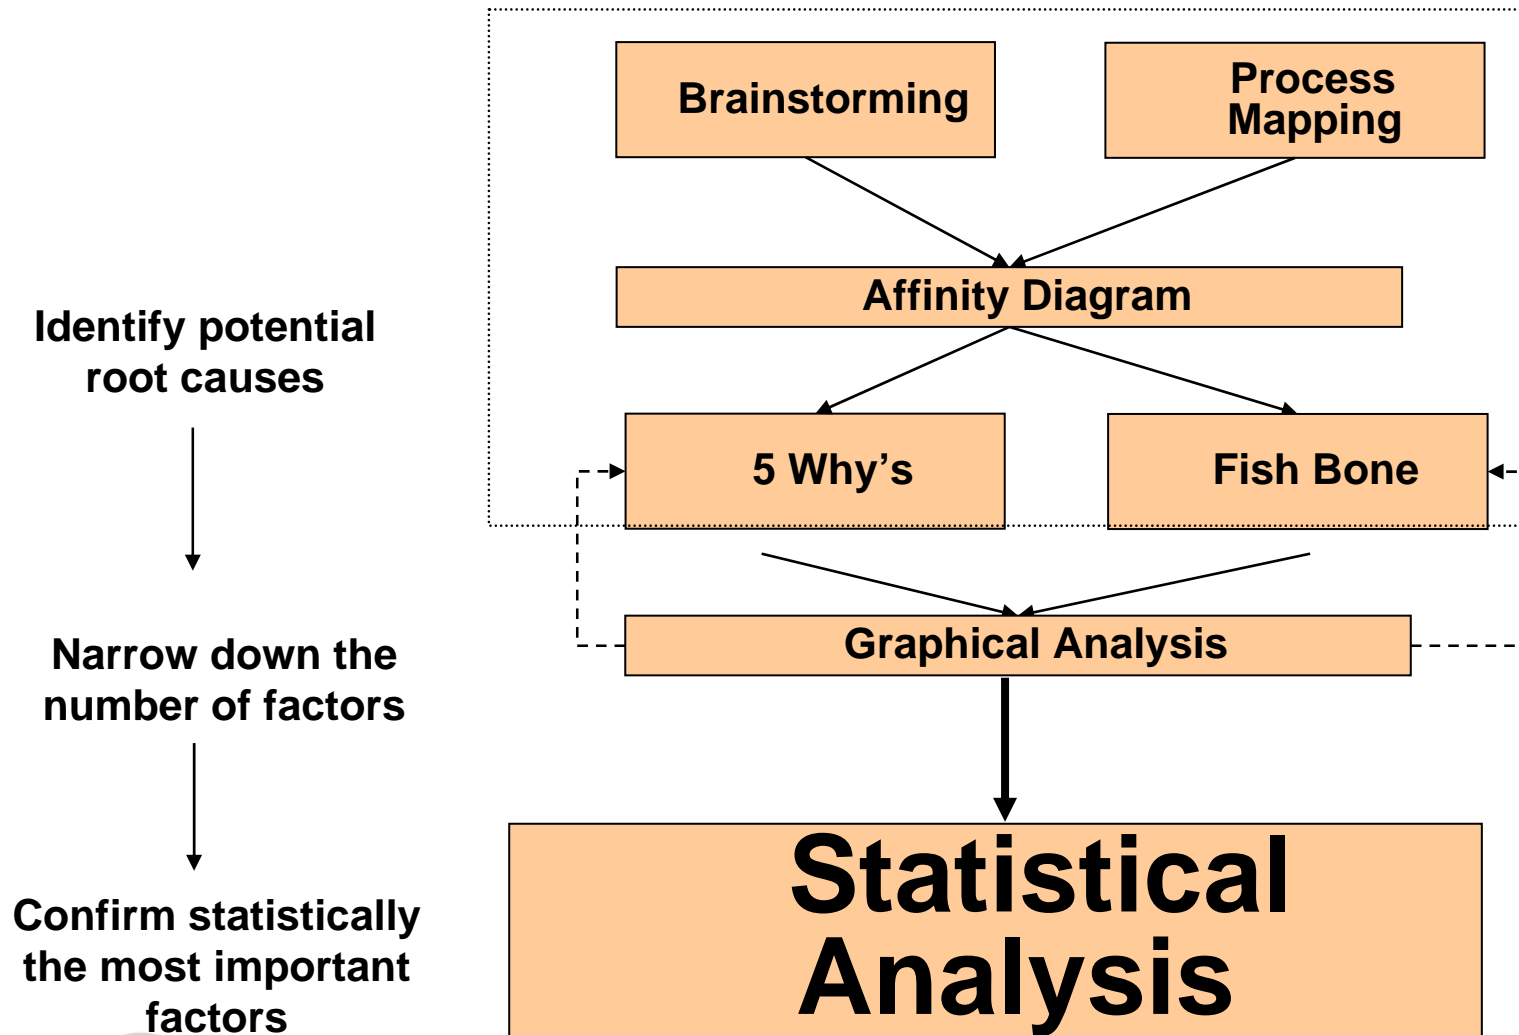 Brainstorming
Process
Mapping
Affinity Diagram
Identify potential
root causes
5 Why’s
Fish Bone
Narrow down the
number of factors
Graphical Analysis
Confirm statistically
the most important
factors
Statistical
Analysis